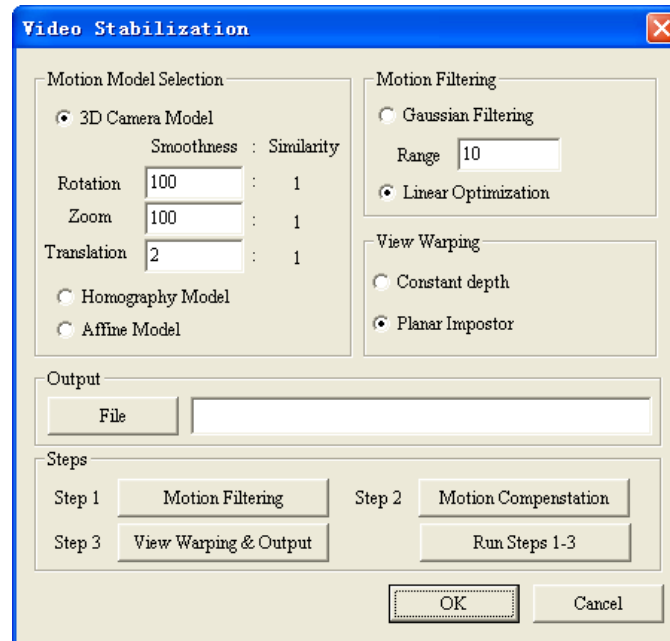 Video Stabilization
Motion Model Selection
3D Camera Model
Smoothness : Similarity
Rotation 100 : 1
Zoom 100 : 1
Translation 2 : 1
Homography Model
Affine Model
Motion Filtering
Gaussian Filtering
Range 10
Linear Optimization
View Warping
Constant depth
Planar Impostor
Output
File
Steps
Step 1 Motion Filtering Step 2 Motion Compenstation
Step 3 View Warping & Output Run Steps 1-3
OK Cancel